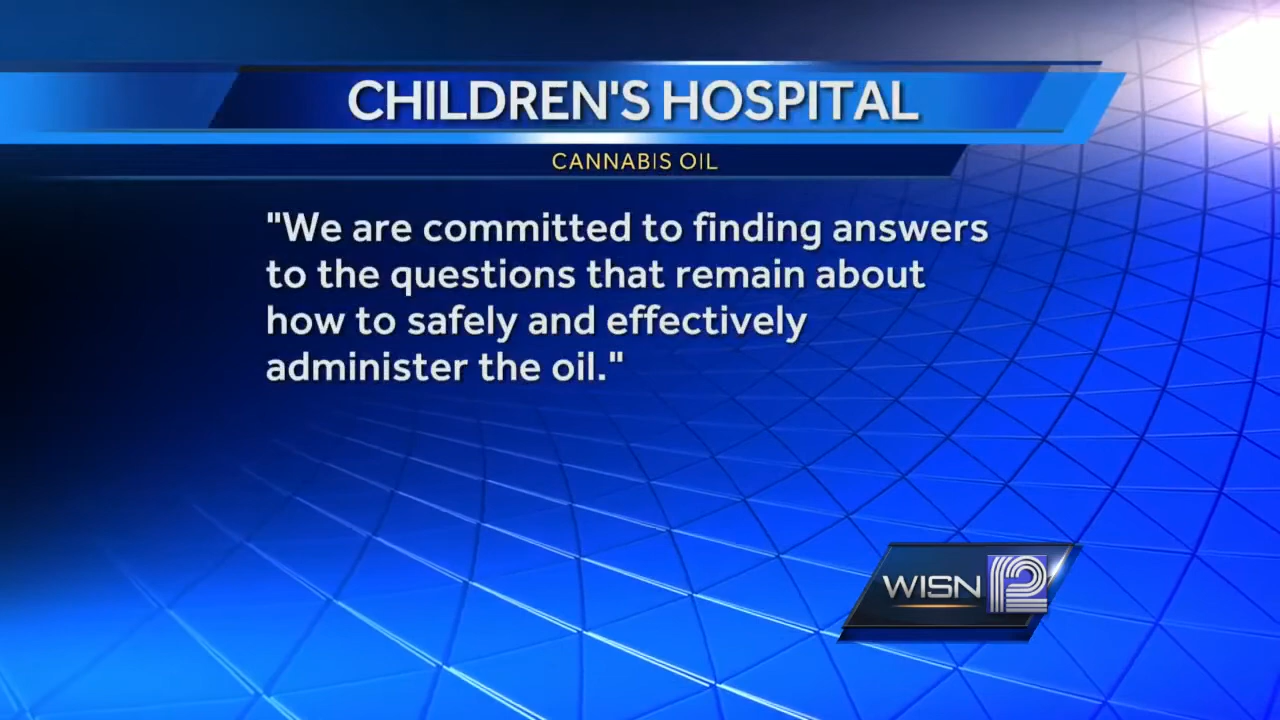 CHILDREN'S HOSPITAL
CANNABIS OIL
"We are committed to finding answers
to the questions that remain about
how to safely and effectively
administer the oil."
WISN 12